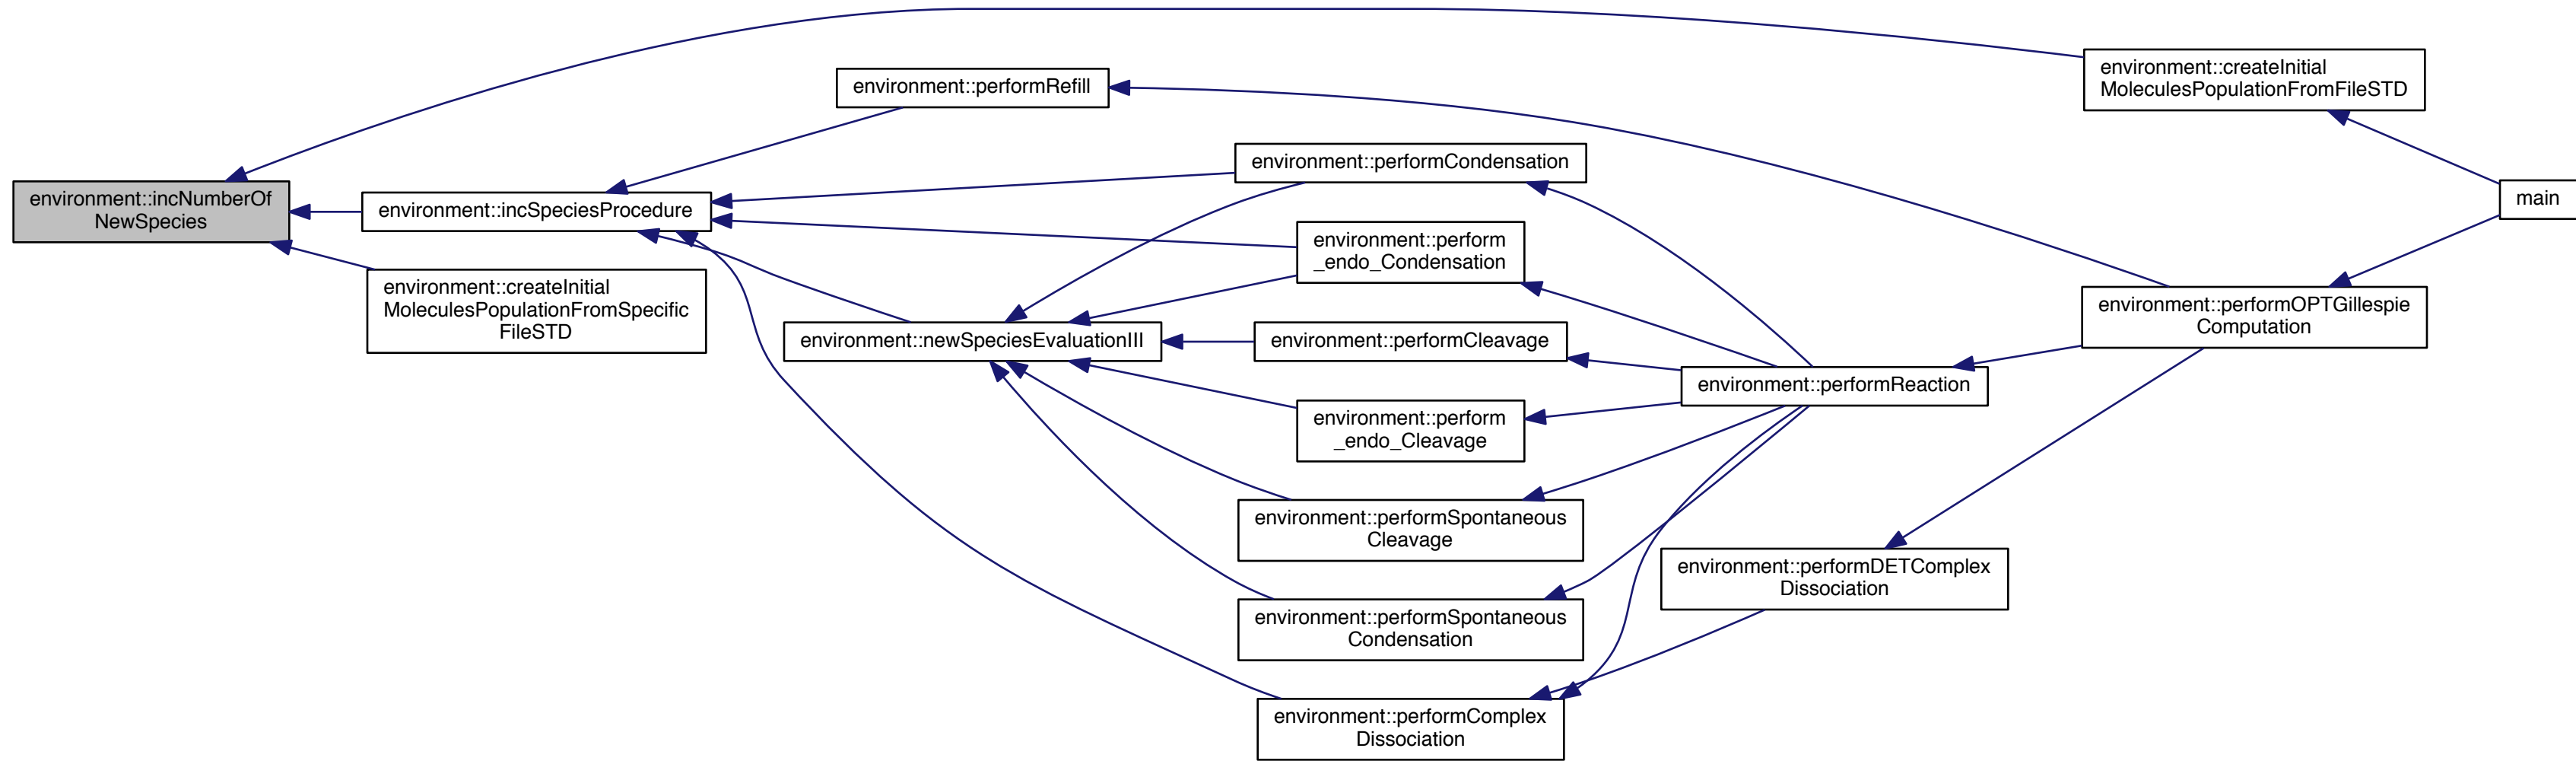 environment::incNumberOf
NewSpecies
environment::incSpeciesProcedure
environment::createInitial
MoleculesPopulationFromSpecific
FileSTD
environment::performRefill
environment::newSpeciesEvaluationIII
environment::performCondensation
environment::perform
_endo_Condensation
environment::performCleavage
environment::perform
_endo_Cleavage
environment::performSpontaneous
Cleavage
environment::performSpontaneous
Condensation
environment::performComplex
Dissociation
environment::performReaction
environment::performDETComplex
Dissociation
environment::createInitial
MoleculesPopulationFromFileSTD
environment::performOPTGillespie
Computation
main